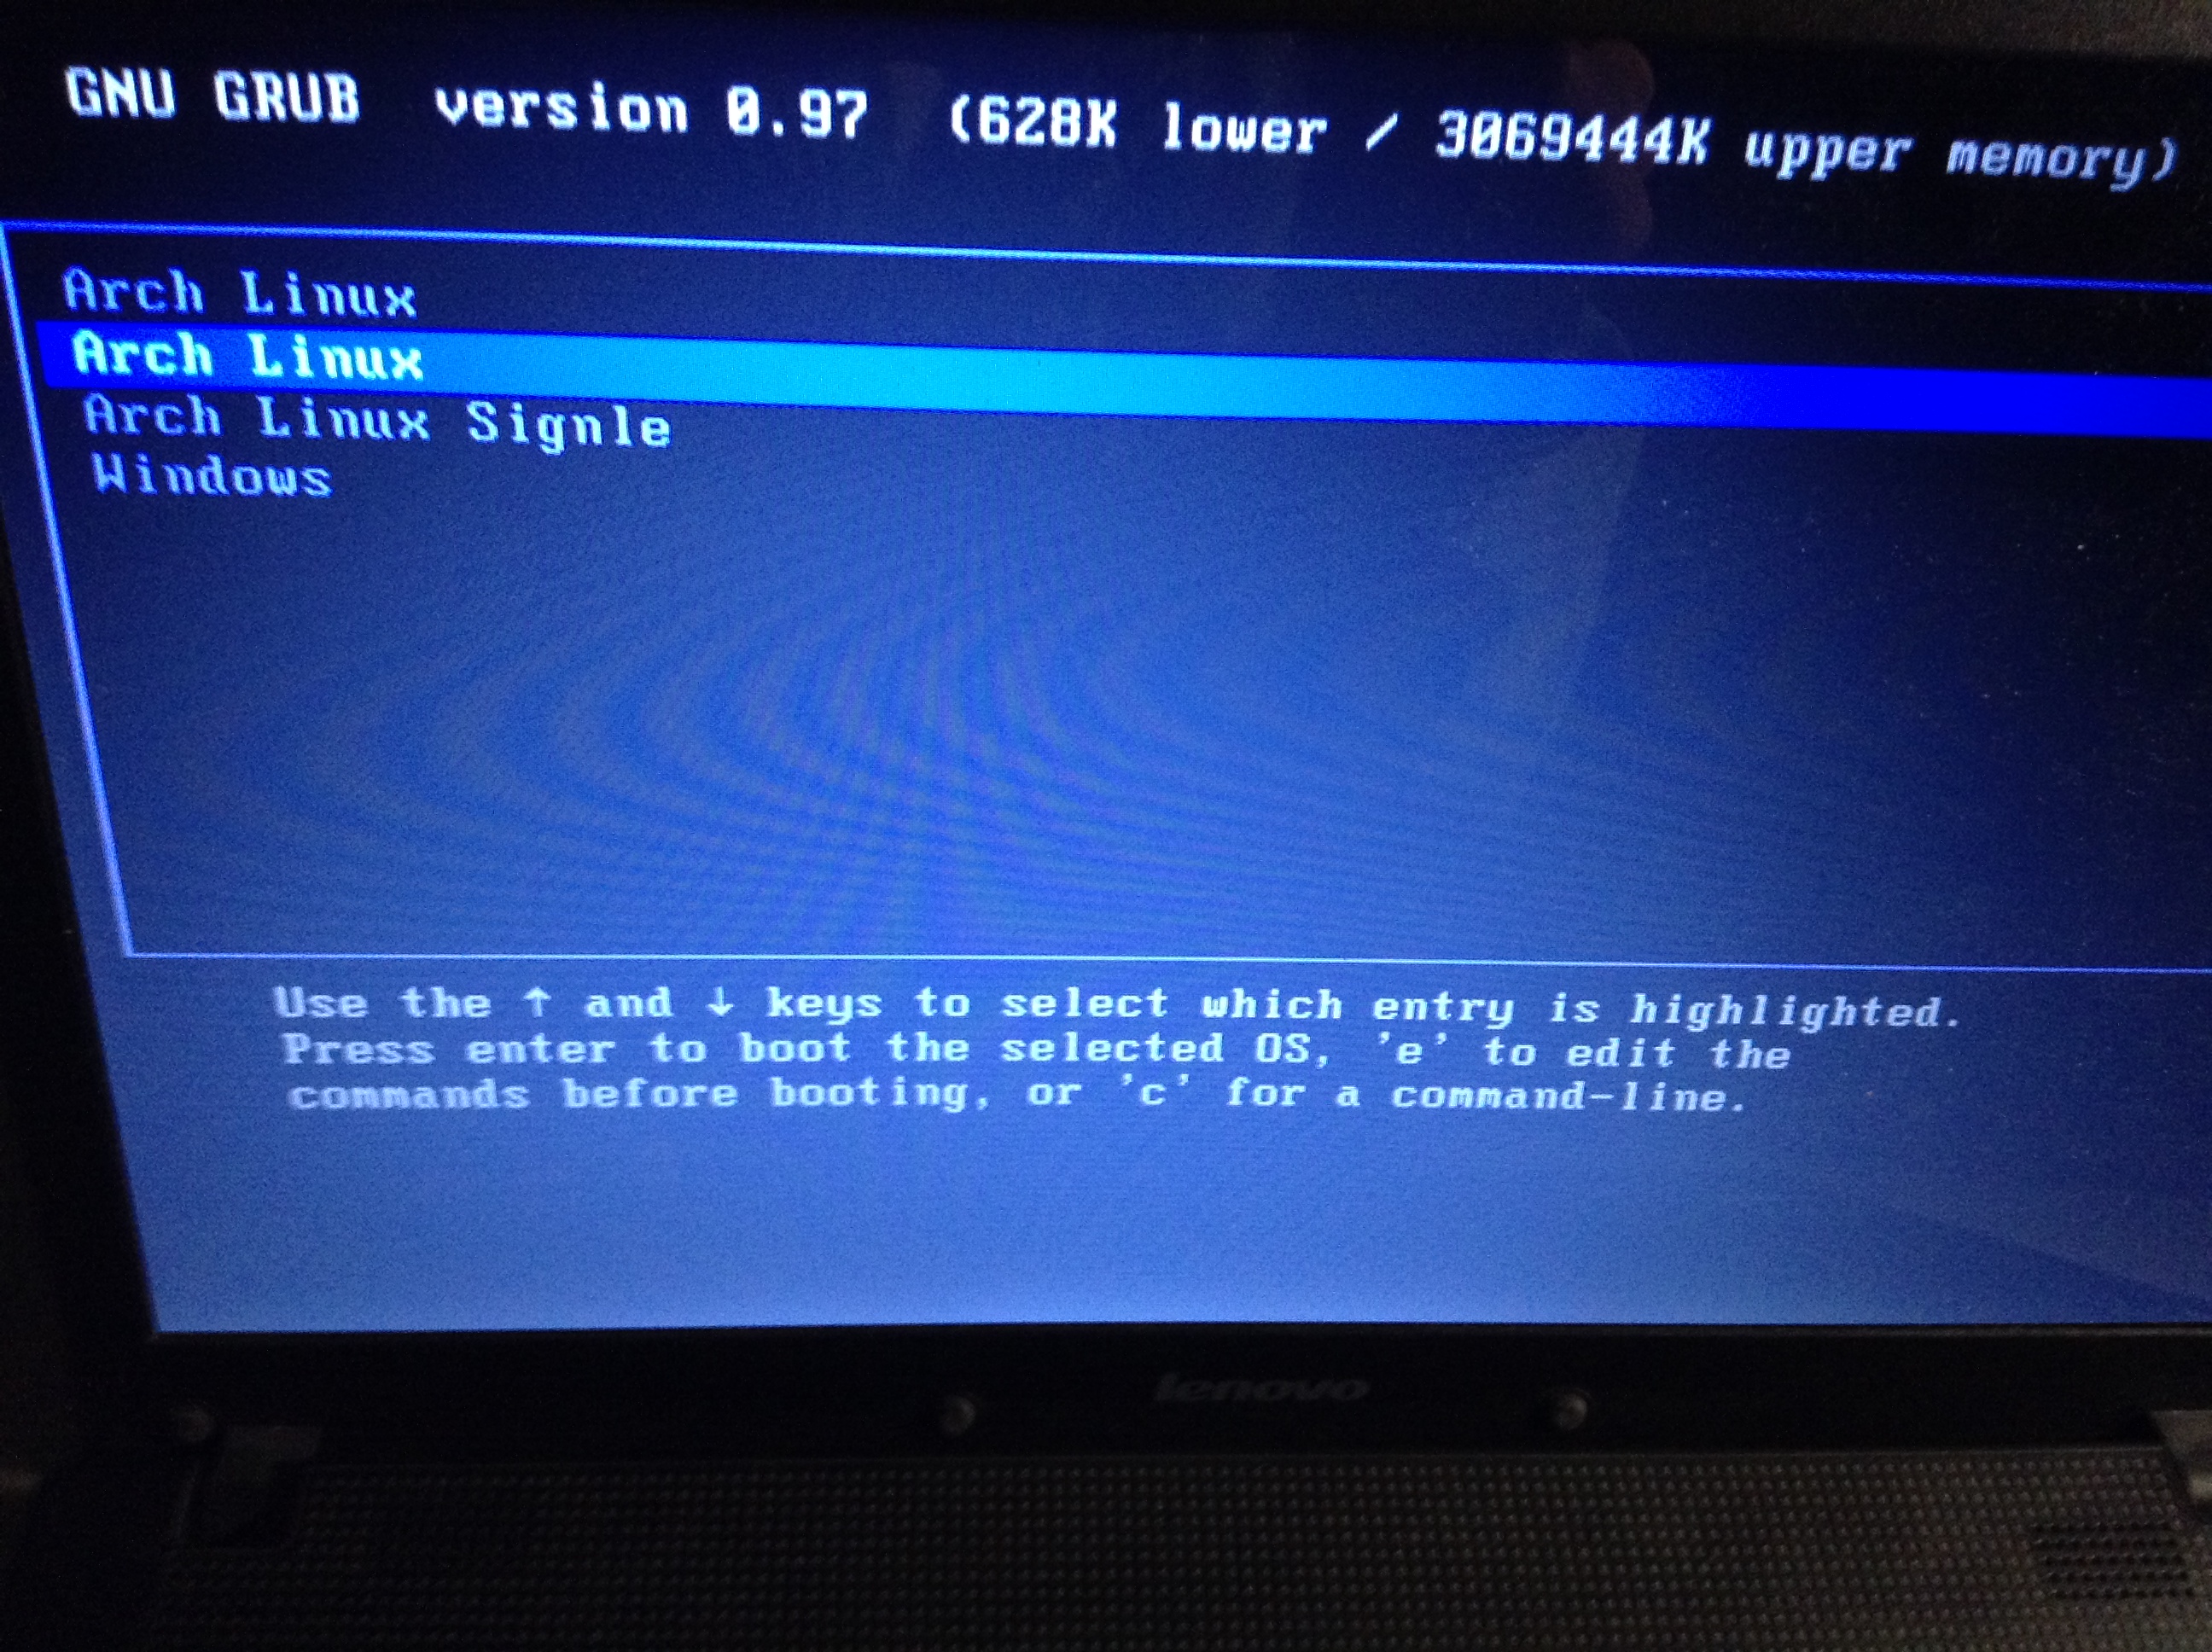 GNU GRUB version 0.97 (628K lower / 3069444K upper memory)
Arch Linux
Arch Linux
Arch Linux Signle
Windows
Use the ↑ and ↓ keys to select which entry is highlighted.
Press enter to boot the selected OS, 'e' to edit the
commands before booting, or 'c' for a command-line.
lenovo